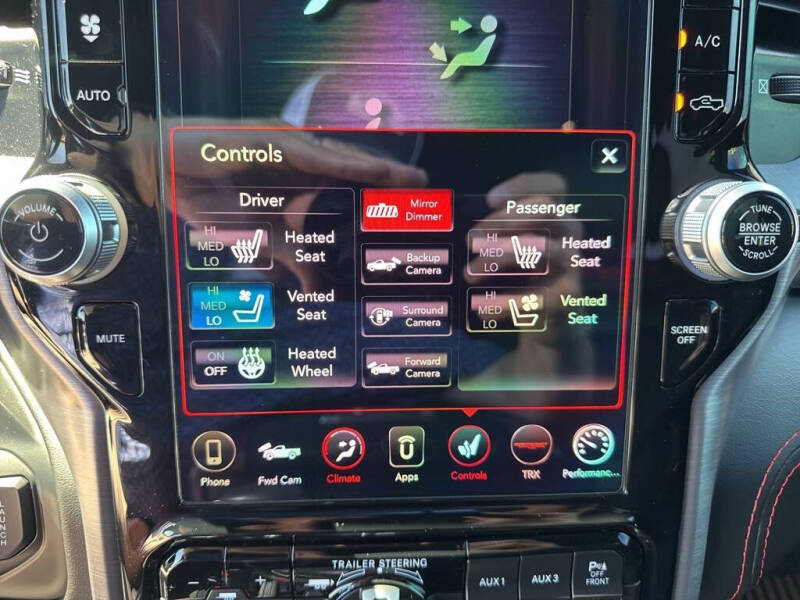 AUTO
A/C
Controls
Driver
Mirror
Dimmer
Passenger
HI
MED
LO
Heated
Seat
Backup
Camera
HI
MED
LO
Heated
Seat
HI
MED
LO
Vented
Seat
Surround
Camera
HI
MED
LO
Vented
Seat
ON
OFF
Heated
Wheel
Forward
Camera
VOLUME
TUNE
BROWSE
ENTER
SCROLL
MUTE
SCREEN
OFF
Phone
Fwd Cam
Climate
Apps
Controls
TRX
Performanc...
LAUNCH
TRAILER STEERING
- +
AUX 1
AUX 3
P
OFF
FRONT